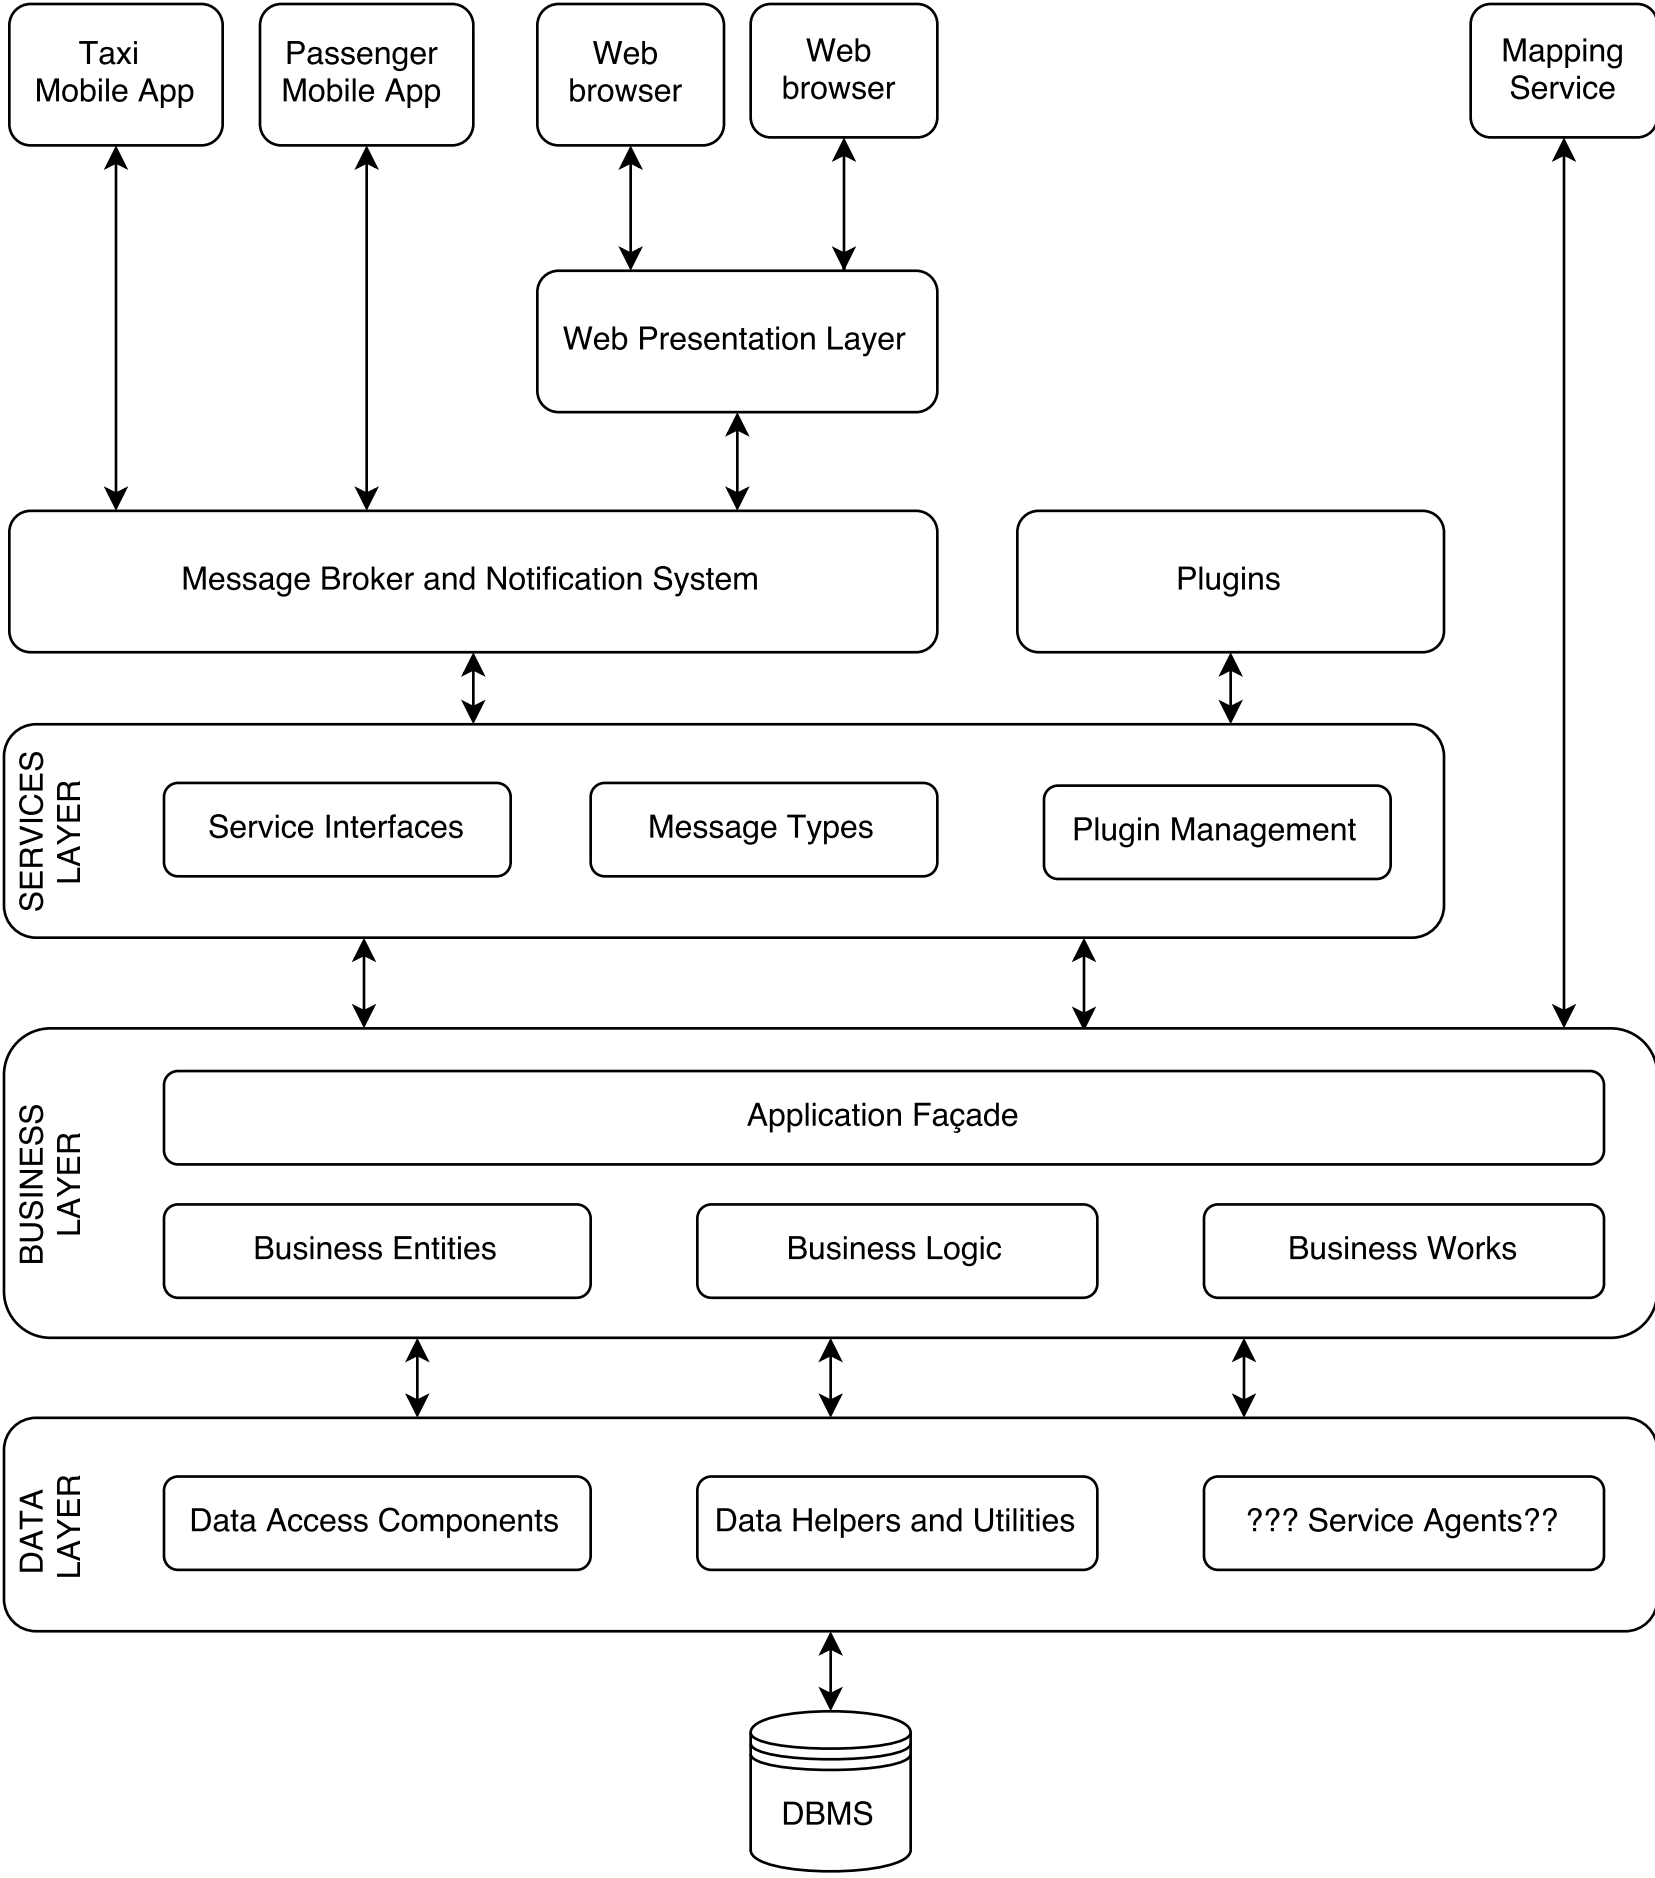 Taxi
Mobile App
Passenger
Mobile App
Web
browser
Web
browser
Mapping
Service
Web Presentation Layer
Message Broker and Notification System
Plugins
SERVICES
LAYER
Service Interfaces
Message Types
Plugin Management
BUSINESS
LAYER
Application Façade
Business Entities
Business Logic
Business Works
DATA
LAYER
Data Access Components
Data Helpers and Utilities
??? Service Agents??
DBMS